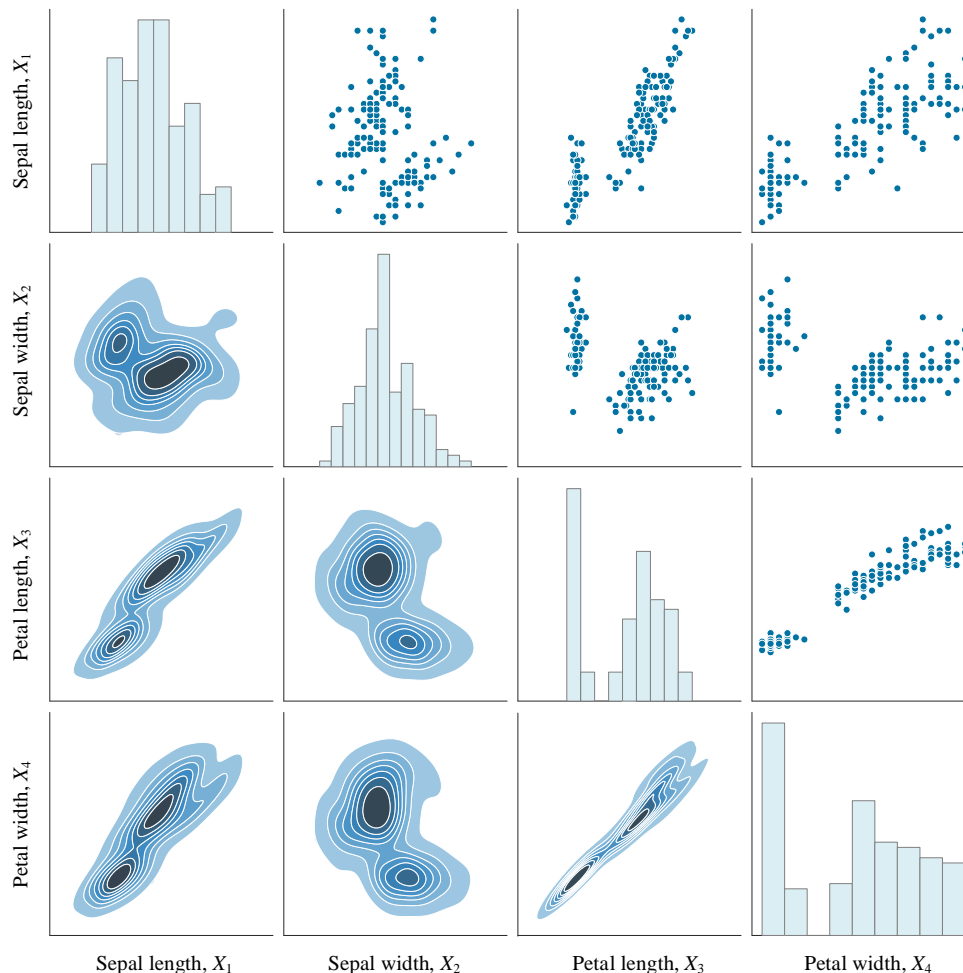 Sepal length, X₁
Sepal width, X₂
Petal length, X₃
Petal width, X₄
Sepal length, X₁
Sepal width, X₂
Petal length, X₃
Petal width, X₄